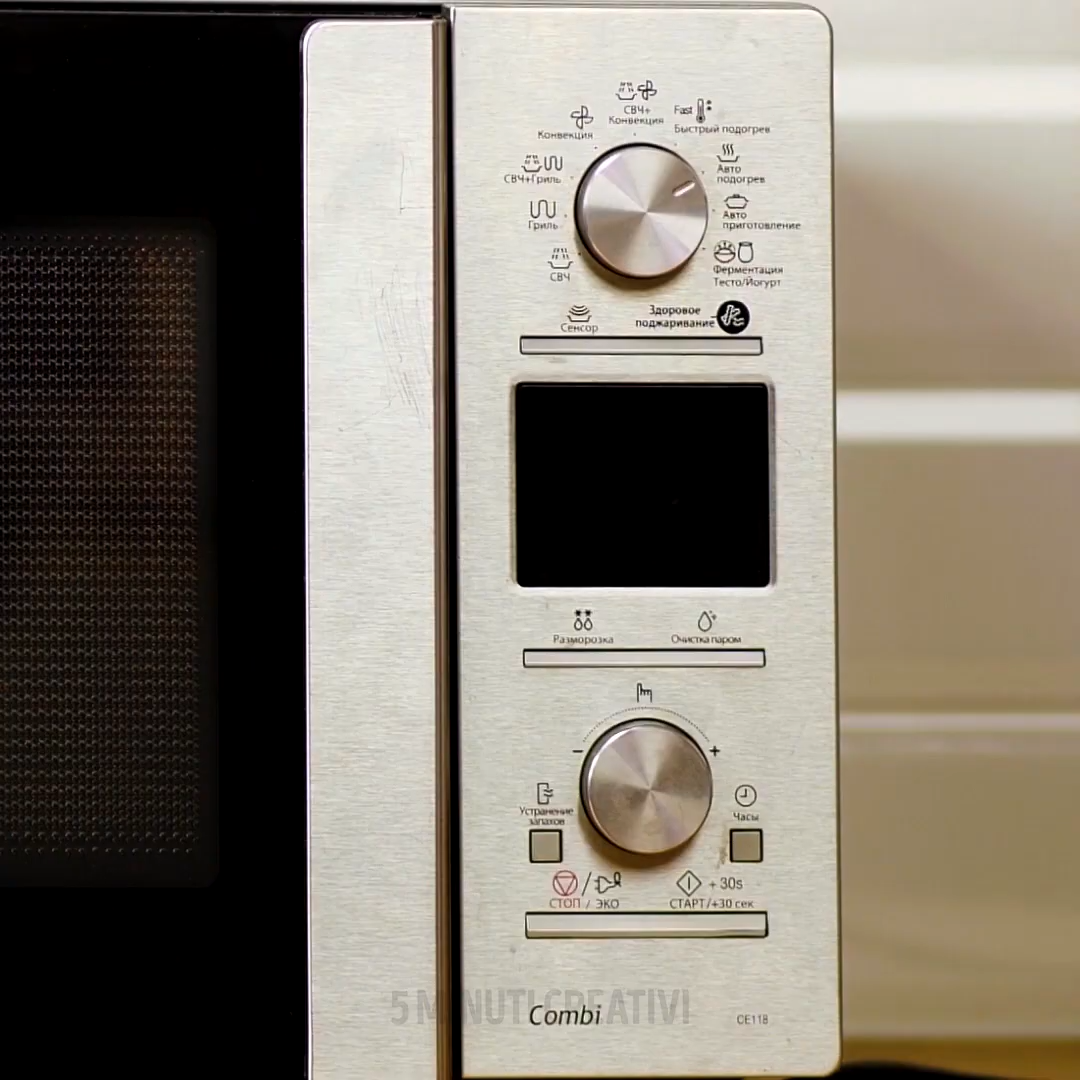 СВЧ+
Конвекция
Fast
Быстрый подогрев
Конвекция
Авто
подогрев
СВЧ+Гриль
Авто
приготовление
Гриль
Ферментация
Тесто/Йогурт
СВЧ
Сенсор
Здоровое
поджаривание
Разморозка
Очистка паром
− +
Устранение
запахов
Часы
/ + 30s
СТОП / ЭКО
СТАРТ/+30 сек
5 MINUTI CREATIVI
Combi
CE118